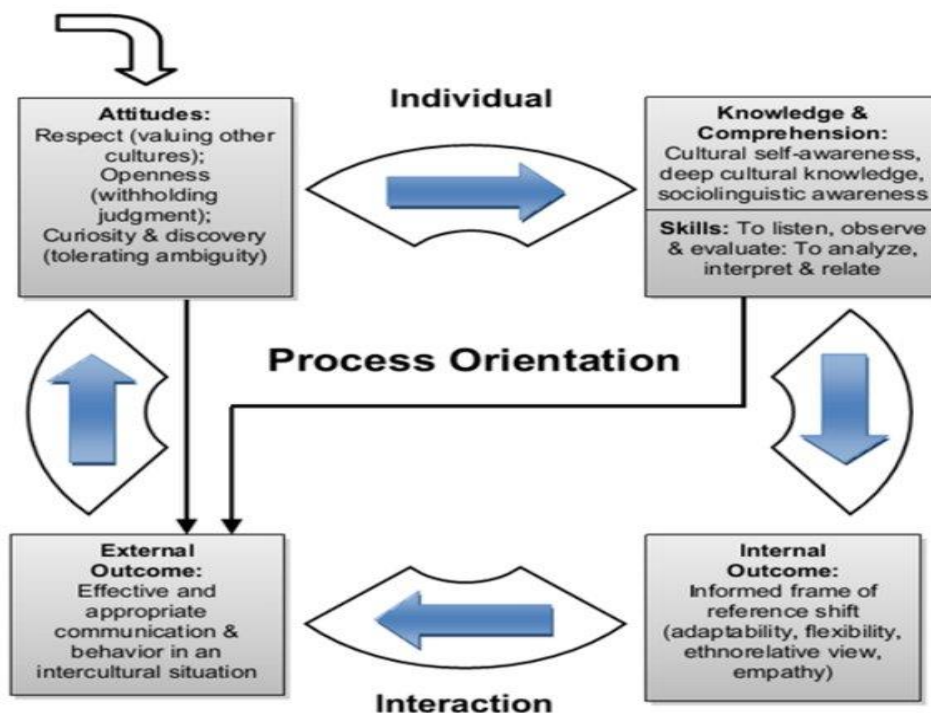 Individual
Attitudes:
Respect (valuing other
cultures);
Openness
(withholding
judgment);
Curiosity & discovery
(tolerating ambiguity)
Knowledge &
Comprehension:
Cultural self-awareness,
deep cultural knowledge,
sociolinguistic awareness
Skills: To listen, observe
& evaluate: To analyze,
interpret & relate
Process Orientation
External
Outcome:
Effective and
appropriate
communication &
behavior in an
intercultural situation
Internal
Outcome:
Informed frame of
reference shift
(adaptability, flexibility,
ethnorelative view,
empathy)
Interaction